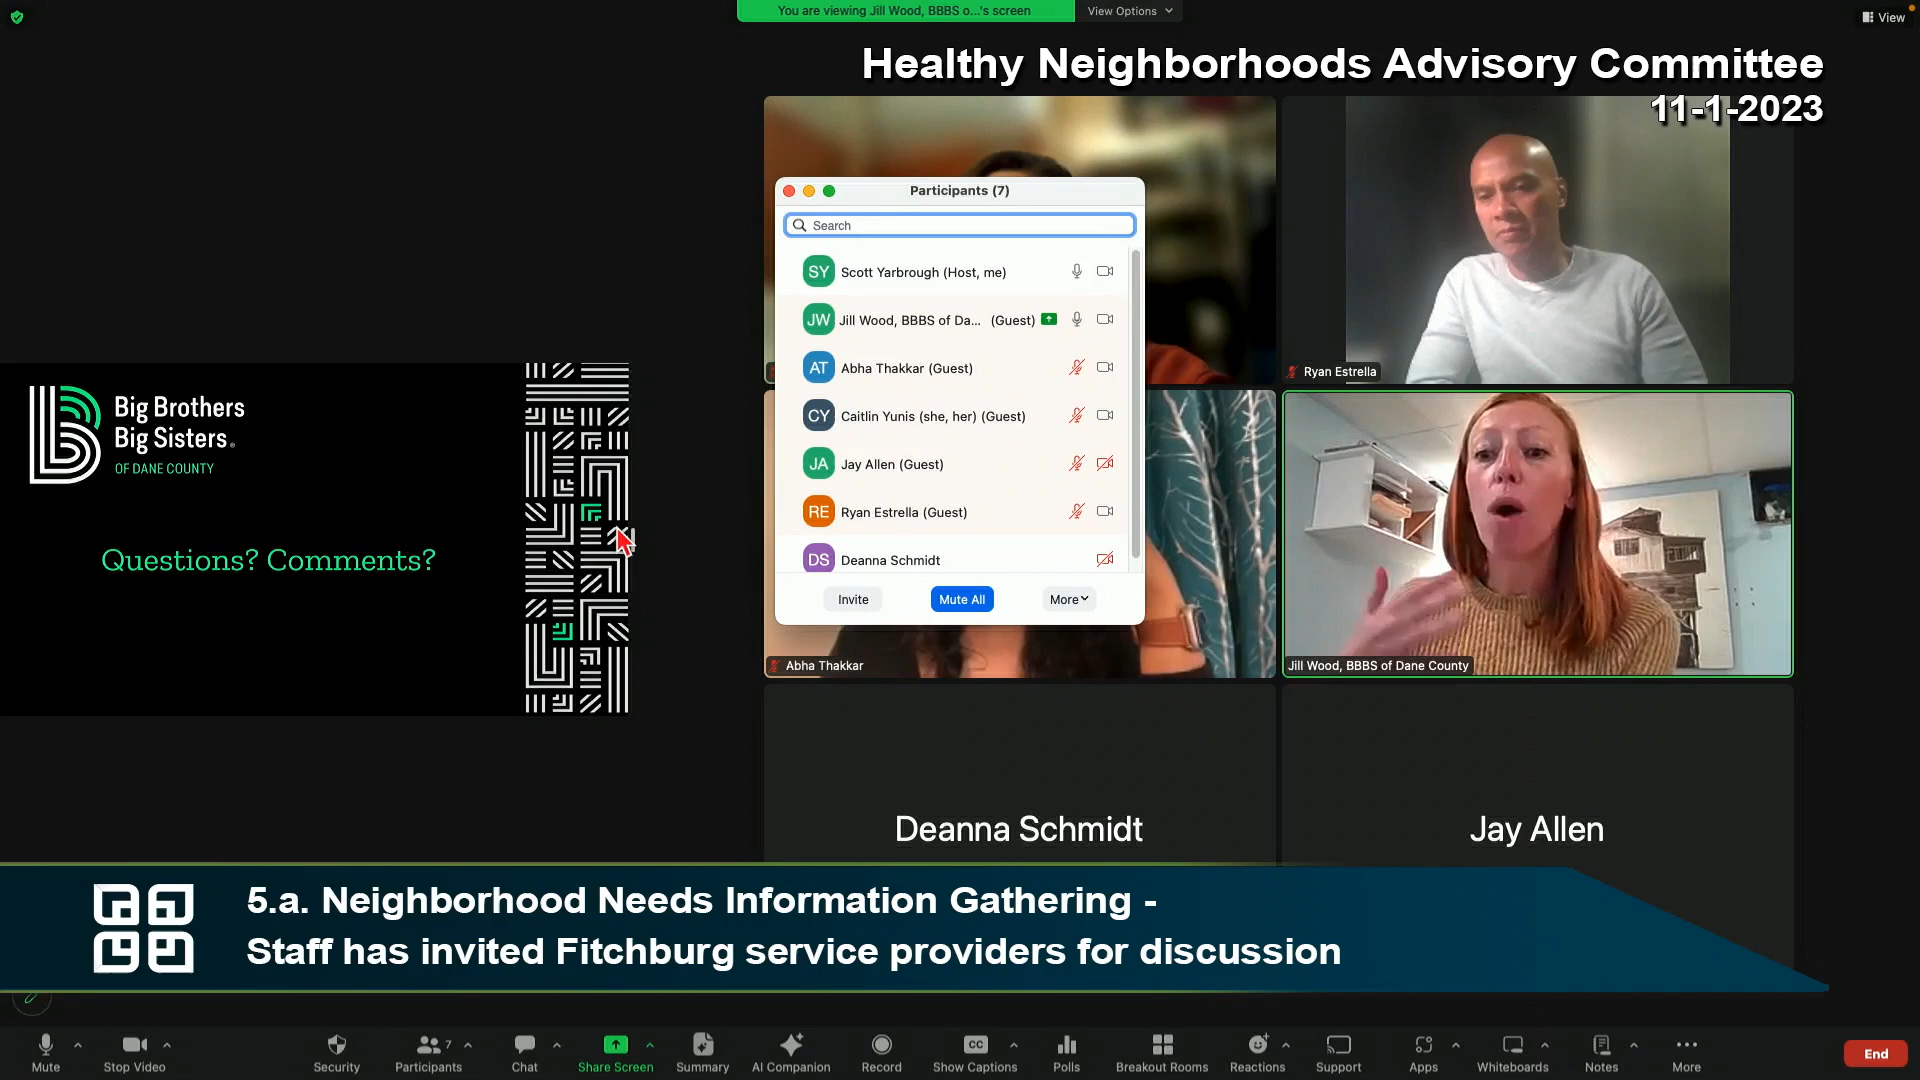 You are viewing Jill Wood, BBBS o...'s screen
View Options
View
Healthy Neighborhoods Advisory Committee
11-1-2023
Participants (7)
Search
SY Scott Yarbrough (Host, me)
JW Jill Wood, BBBS of Da... (Guest)
AT Abha Thakkar (Guest)
CY Caitlin Yunis (she, her) (Guest)
JA Jay Allen (Guest)
RE Ryan Estrella (Guest)
DS Deanna Schmidt
Invite
Mute All
More
Ryan Estrella
Big Brothers
Big Sisters.
OF DANE COUNTY
Questions? Comments?
Abha Thakkar
Jill Wood, BBBS of Dane County
Deanna Schmidt
Jay Allen
5.a. Neighborhood Needs Information Gathering -
Staff has invited Fitchburg service providers for discussion
Mute
Stop Video
Security
7
Participants
Chat
Share Screen
Summary
AI Companion
Record
CC
Show Captions
Polls
Breakout Rooms
Reactions
Support
Apps
Whiteboards
Notes
More
End